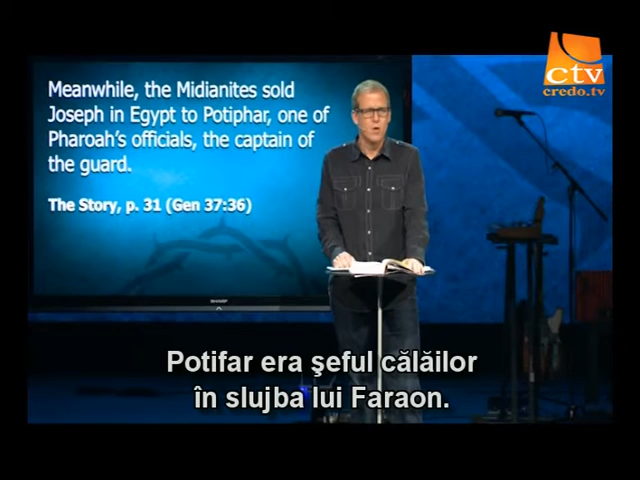 Meanwhile, the Midianites sold
Joseph in Egypt to Potiphar, one of
Pharoah's officials, the captain of
the guard.
The Story, p. 31 (Gen 37:36)
ctv
credo.tv
SHARP
Potifar era şeful călăilor
în slujba lui Faraon.